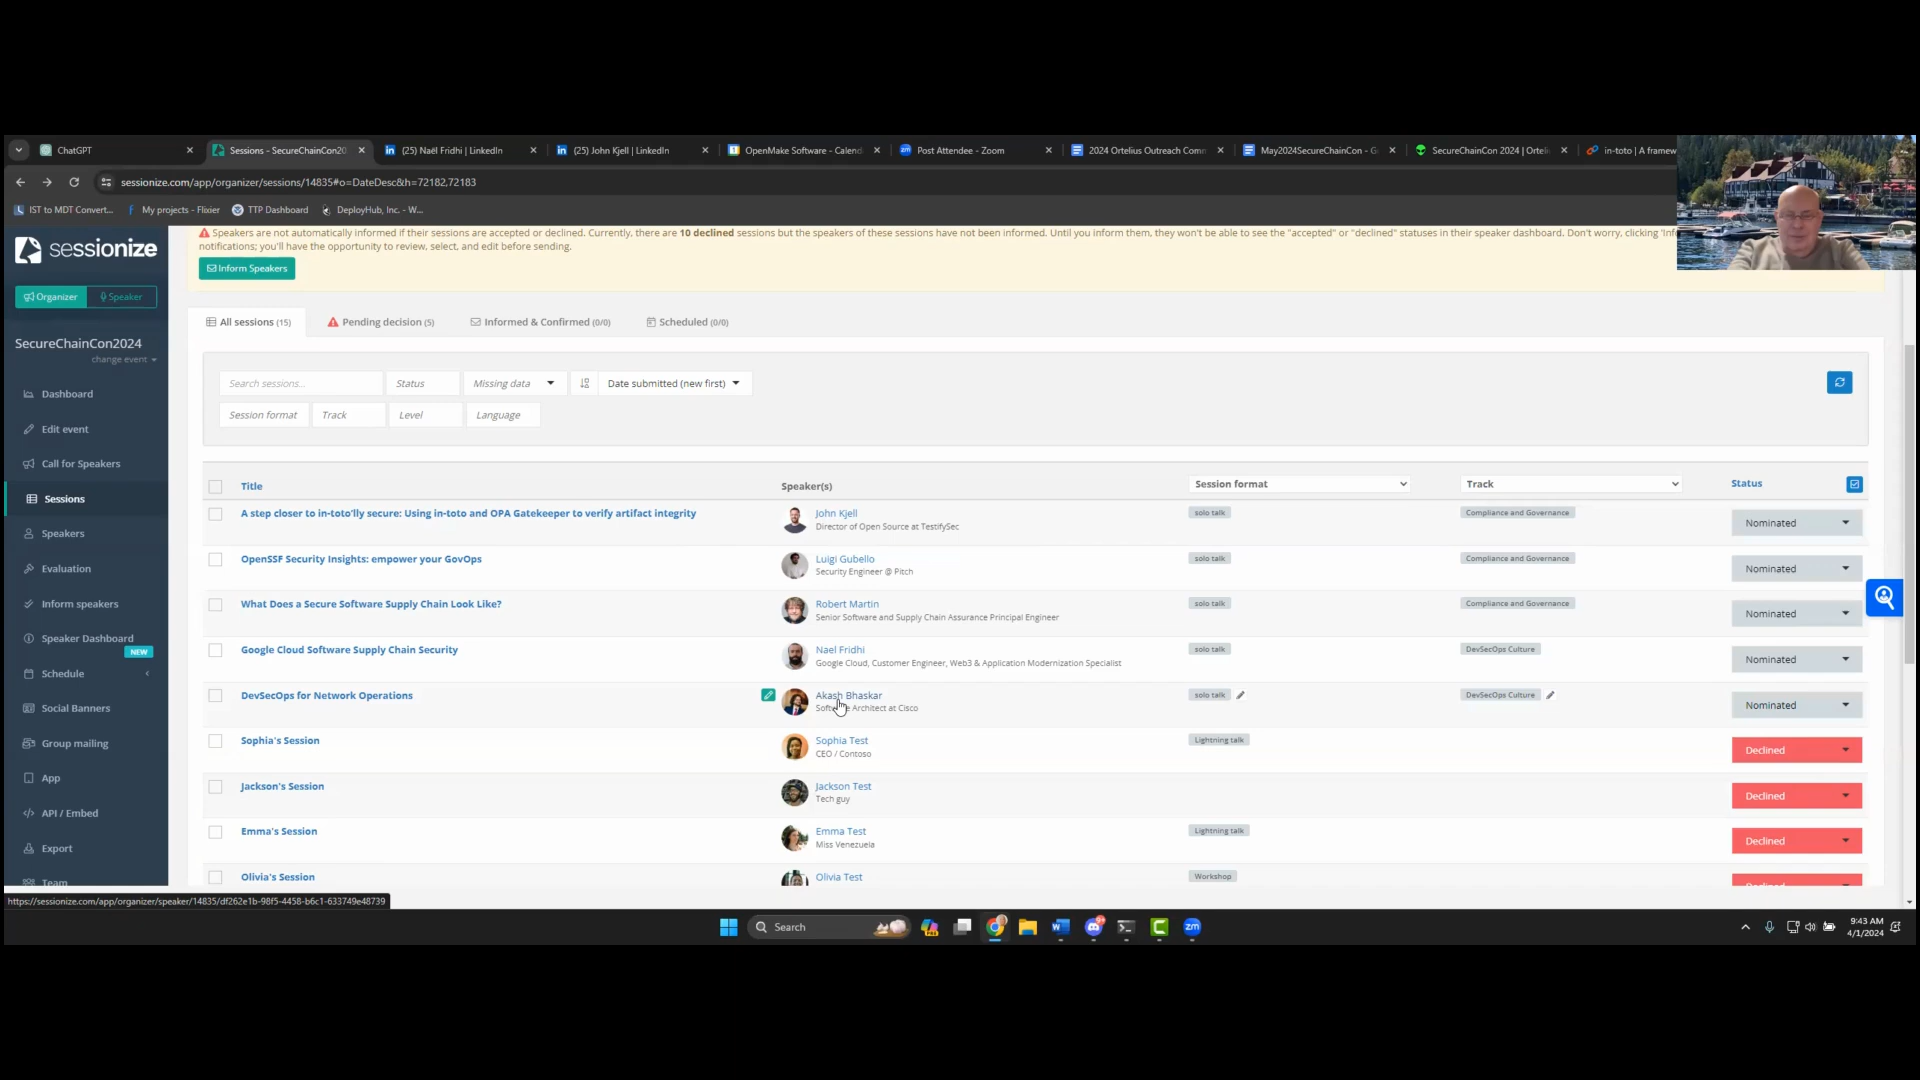 ChatGPT
Sessions - SecureChainCon20
(25) Naël Fridhi | LinkedIn
(25) John Kjell | LinkedIn
OpenMake Software - Calend
Post Attendee - Zoom
2024 Ortelius Outreach Comm
May2024SecureChainCon - G
SecureChainCon 2024 | Ortel
in-toto | A framew
sessionize.com/app/organizer/sessions/14835#o=DateDesc&h=72182,72183
IST to MDT Convert...
My projects - Flixier
TTP Dashboard
DeployHub, Inc. - W...
sessionize
Organizer
Speaker
SecureChainCon2024
change event
Dashboard
Edit event
Call for Speakers
Sessions
Speakers
Evaluation
Inform speakers
Speaker Dashboard
NEW
Schedule
Social Banners
Group mailing
App
API / Embed
Export
Team
Speakers are not automatically informed if their sessions are accepted or declined. Currently, there are 10 declined sessions but the speakers of these sessions have not been informed. Until you inform them, they won't be able to see the "accepted" or "declined" statuses in their speaker dashboard. Don't worry, clicking 'Inf
notifications; you'll have the opportunity to review, select, and edit before sending.
Inform Speakers
All sessions (15)
Pending decision (5)
Informed & Confirmed (0/0)
Scheduled (0/0)
Search sessions...
Status
Missing data
Date submitted (new first)
Session format
Track
Level
Language
Title
Speaker(s)
Session format
Track
Status
A step closer to in-toto'lly secure: Using in-toto and OPA Gatekeeper to verify artifact integrity
John Kjell
Director of Open Source at TestifySec
solo talk
Compliance and Governance
Nominated
OpenSSF Security Insights: empower your GovOps
Luigi Gubello
Security Engineer @ Pitch
solo talk
Compliance and Governance
Nominated
What Does a Secure Software Supply Chain Look Like?
Robert Martin
Senior Software and Supply Chain Assurance Principal Engineer
solo talk
Compliance and Governance
Nominated
Google Cloud Software Supply Chain Security
Nael Fridhi
Google Cloud, Customer Engineer, Web3 & Application Modernization Specialist
solo talk
DevSecOps Culture
Nominated
DevSecOps for Network Operations
Akash Bhaskar
Software Architect at Cisco
solo talk
DevSecOps Culture
Nominated
Sophia's Session
Sophia Test
CEO / Contoso
Lightning talk
Declined
Jackson's Session
Jackson Test
Tech guy
Declined
Emma's Session
Emma Test
Miss Venezuela
Lightning talk
Declined
Olivia's Session
Olivia Test
Workshop
Declined
https://sessionize.com/app/organizer/speaker/14835/df262e1b-98f5-4458-b6c1-633749e48739
Search
9:43 AM
4/1/2024